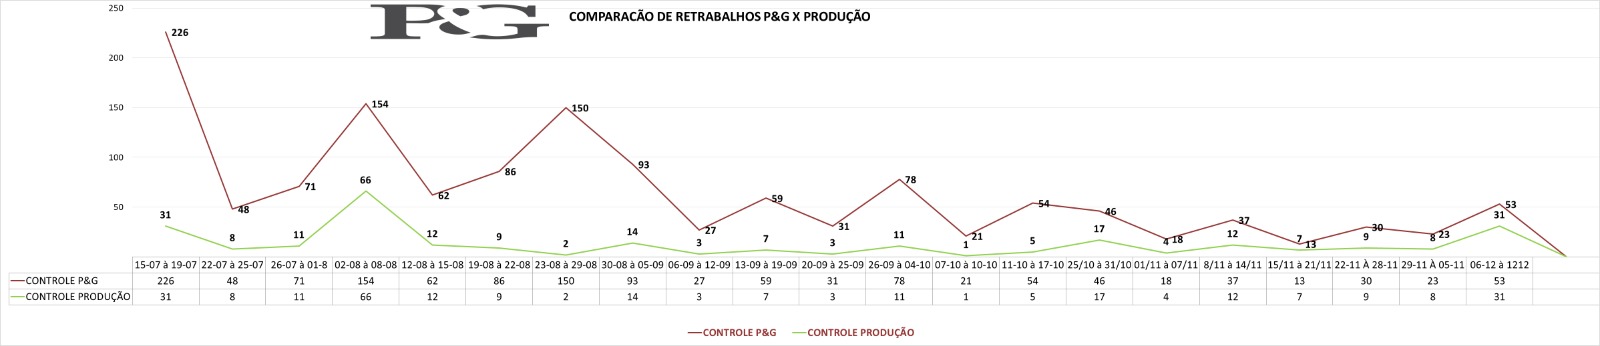 P&G
COMPARACÃO DE RETRABALHOS P&G X PRODUÇÃO
250
200
150
100
50
226 48 71 154 62 86 150 93 27 59 31 78 21 54 46 18 37 13 30 23 53
31 8 11 66 12 9 2 14 3 7 3 11 1 5 17 4 12 7 9 8 31
15-07 à 19-07 22-07 à 25-07 26-07 à 01-8 02-08 à 08-08 12-08 à 15-08 19-08 à 22-08 23-08 à 29-08 30-08 à 05-09 06-09 à 12-09 13-09 à 19-09 20-09 à 25-09 26-09 à 04-10 07-10 à 10-10 11-10 à 17-10 25/10 à 31/10 01/11 à 07/11 8/11 à 14/11 15/11 à 21/11 22-11 À 28-11 29-11 À 05-11 06-12 à 1212
CONTROLE P&G 226 48 71 154 62 86 150 93 27 59 31 78 21 54 46 18 37 13 30 23 53
CONTROLE PRODUÇÃO 31 8 11 66 12 9 2 14 3 7 3 11 1 5 17 4 12 7 9 8 31
CONTROLE P&G CONTROLE PRODUÇÃO